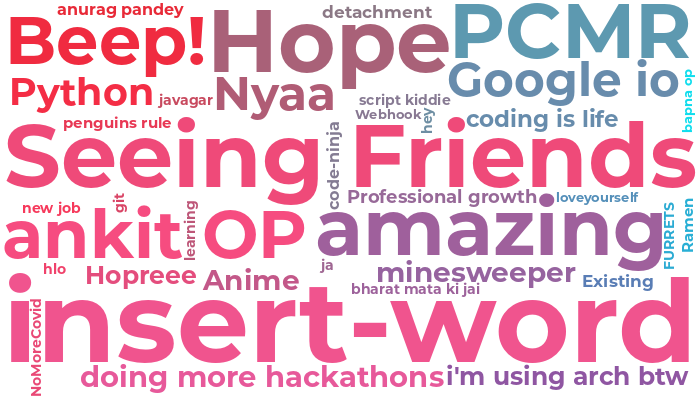 anurag pandey
detachment
Beep!
Hope
PCMR
Google io
Python
javagar
Nyaa
script kiddie
Webhook
hey
coding is life
bapna op
penguins rule
Seeing Friends
code-ninja
Professional growth
loveyourself
new job
git
learning
ankit OP
amazing
FURRETS
Ramen
hlo
Hopreee
Anime
ja
minesweeper
Existing
bharat mata ki jai
insert-word
NoMoreCovid
doing more hackathons
i'm using arch btw